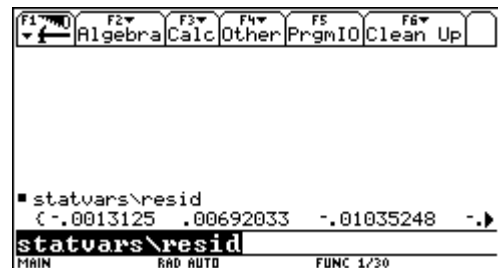 F1 F2 F3 F4 F5 F6
Algebra Calc Other PrgmIO Clean Up
statvars\resid
{-.0013125 .00692033 -.01035248 -.
statvars\resid
MAIN RAD AUTO FUNC 1/30